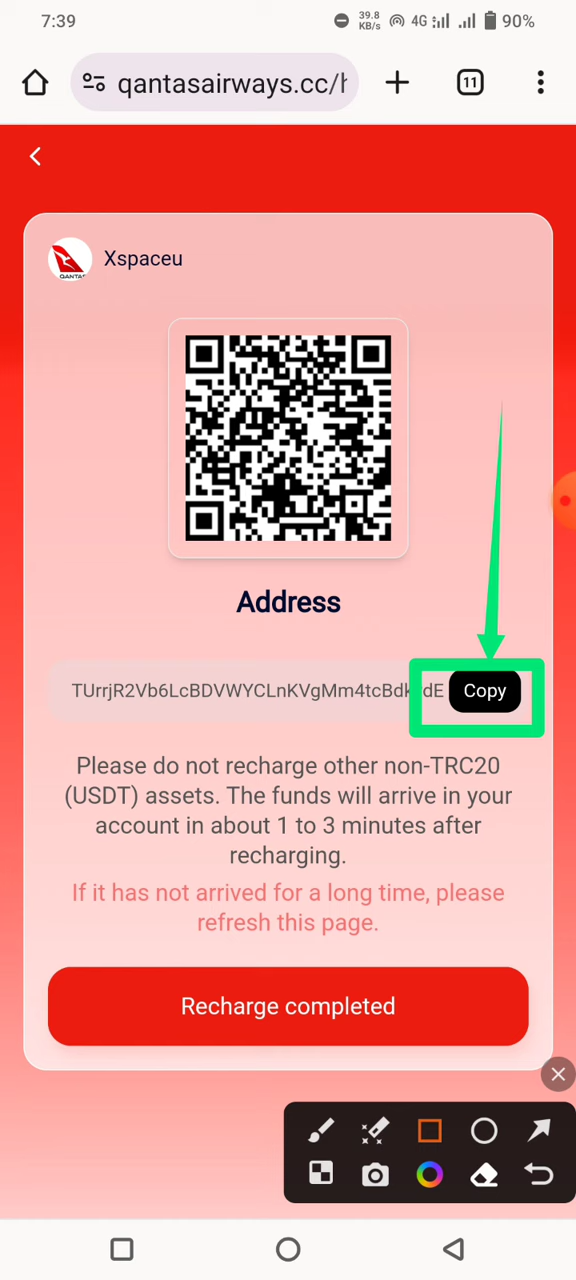 7:39
39.8
KB/s
4G
90%
qantasairways.cc/h
11
Xspaceu
QANTAS
Address
Copy
Please do not recharge other non-TRC20
(USDT) assets. The funds will arrive in your
account in about 1 to 3 minutes after
recharging.
If it has not arrived for a long time, please
refresh this page.
Recharge completed